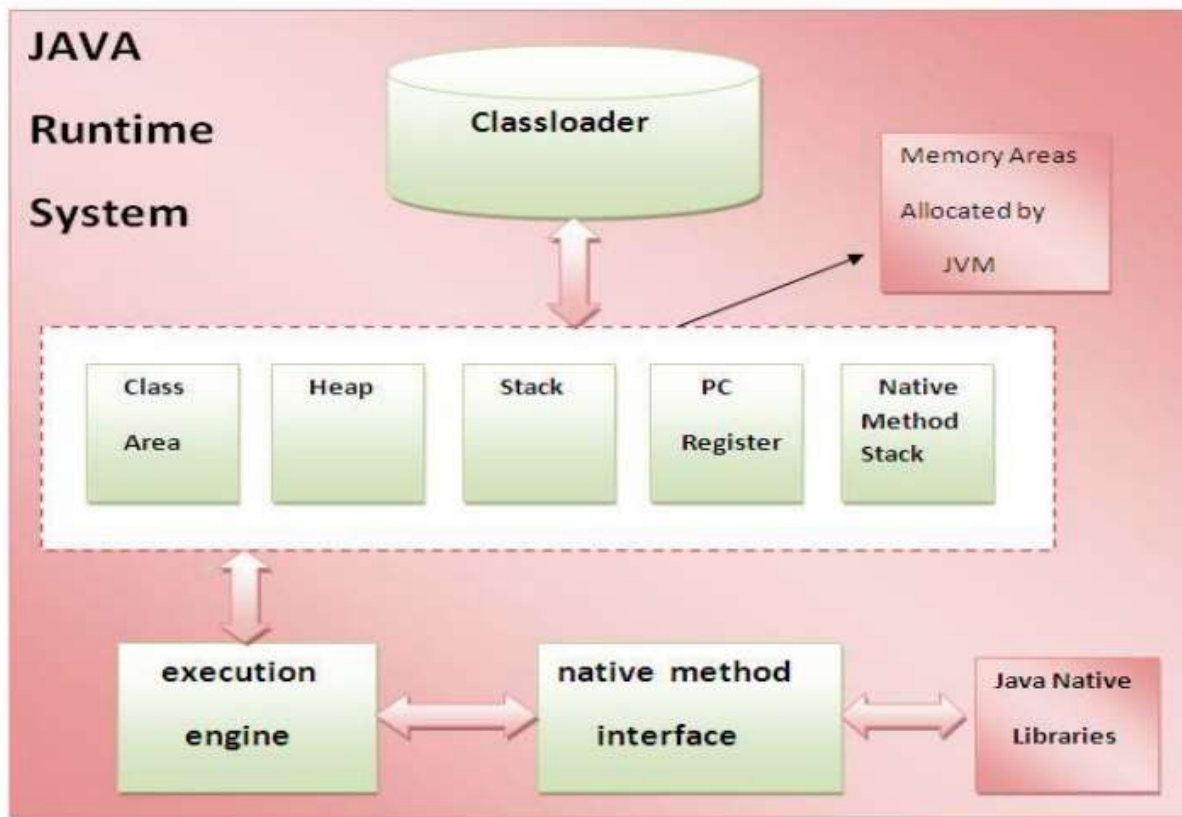 JAVA
Runtime
System
Classloader
Memory Areas
Allocated by
JVM
Class
Area
Heap
Stack
PC
Register
Native
Method
Stack
execution
engine
native method
interface
Java Native
Libraries